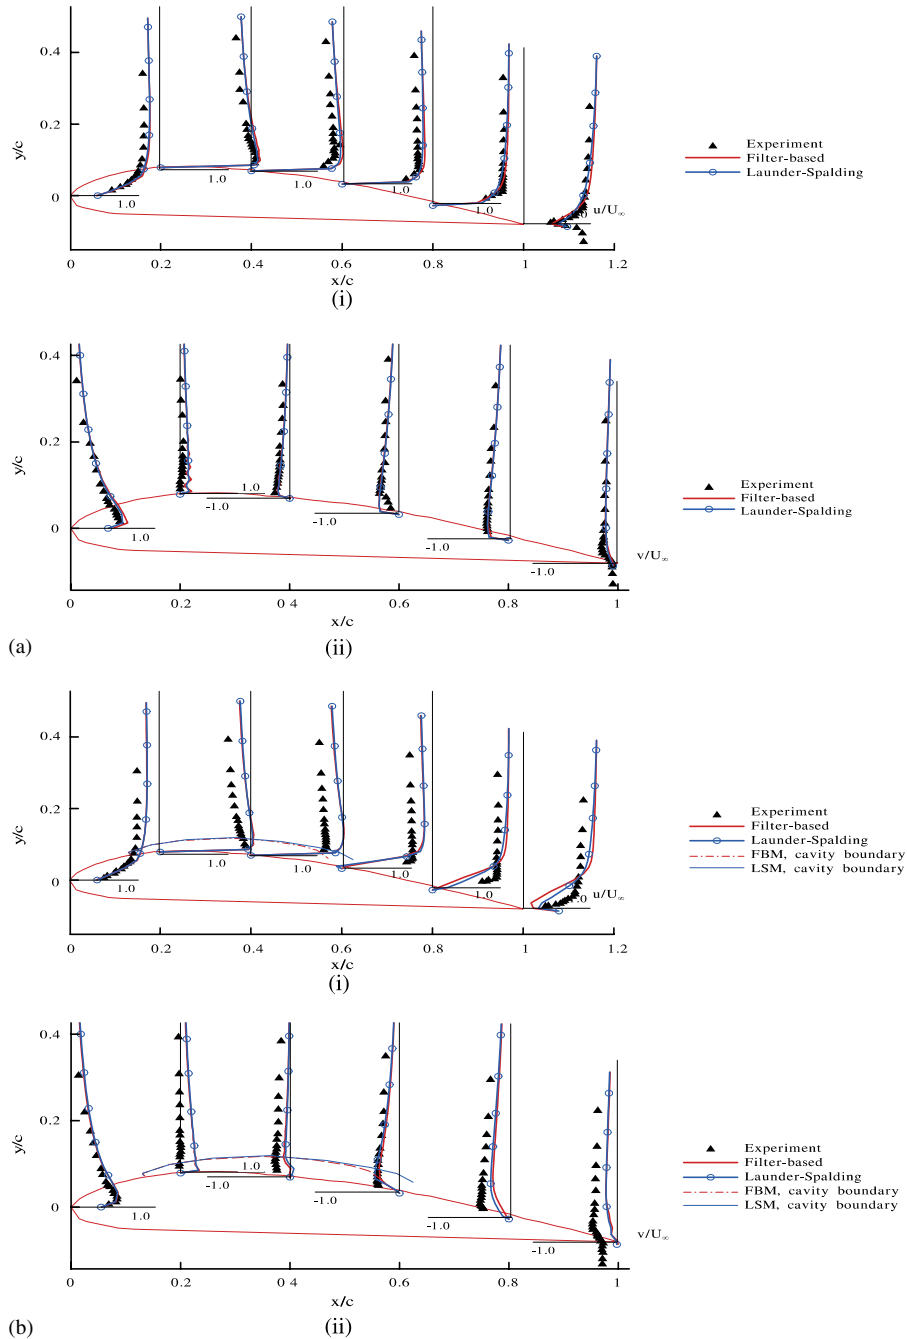 0.4
0.2
0
y/c
1.0
1.0
1.0
1.0
1.0
.0
u/U∞
0
0.2
0.4
0.6
0.8
1
1.2
x/c
(i)
Experiment
Filter-based
Launder-Spalding
0.4
0.2
0
y/c
1.0
1.0
-1.0
-1.0
-1.0
-1.0
v/U∞
0
0.2
0.4
0.6
0.8
1
x/c
Experiment
Filter-based
Launder-Spalding
(a)
(ii)
0.4
0.2
0
y/c
1.0
1.0
1.0
1.0
1.0
.0
u/U∞
0
0.2
0.4
0.6
0.8
1
1.2
x/c
(i)
Experiment
Filter-based
Launder-Spalding
FBM, cavity boundary
LSM, cavity boundary
0.4
0.2
0
y/c
1.0
1.0
-1.0
-1.0
-1.0
-1.0
v/U∞
0
0.2
0.4
0.6
0.8
1
x/c
Experiment
Filter-based
Launder-Spalding
FBM, cavity boundary
LSM, cavity boundary
(b)
(ii)